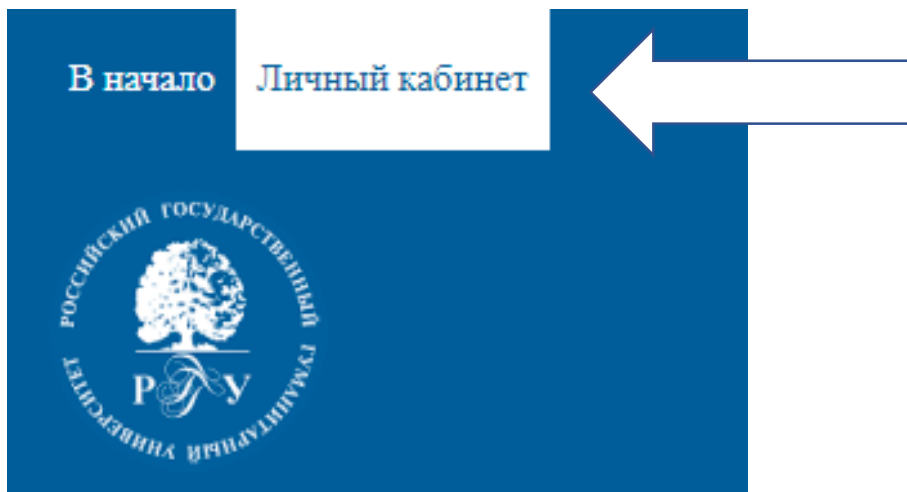 В начало Личный кабинет
РОССИЙСКИЙ ГОСУДАРСТВЕННЫЙ ГУМАНИТАРНЫЙ УНИВЕРСИТЕТ
РГГУ